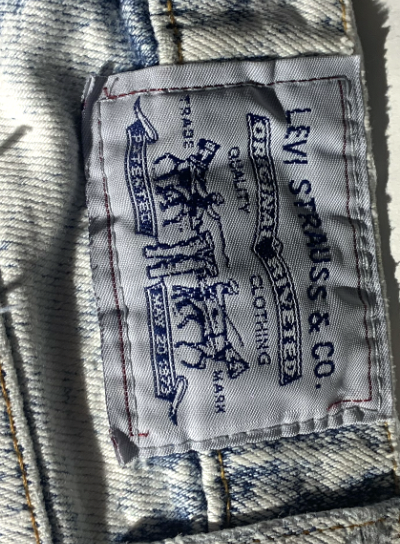 LEVI STRAUSS & CO.
ORIGINAL RIVETED
QUALITY CLOTHING
TRADE MARK
PATENTED MAY 20 1873